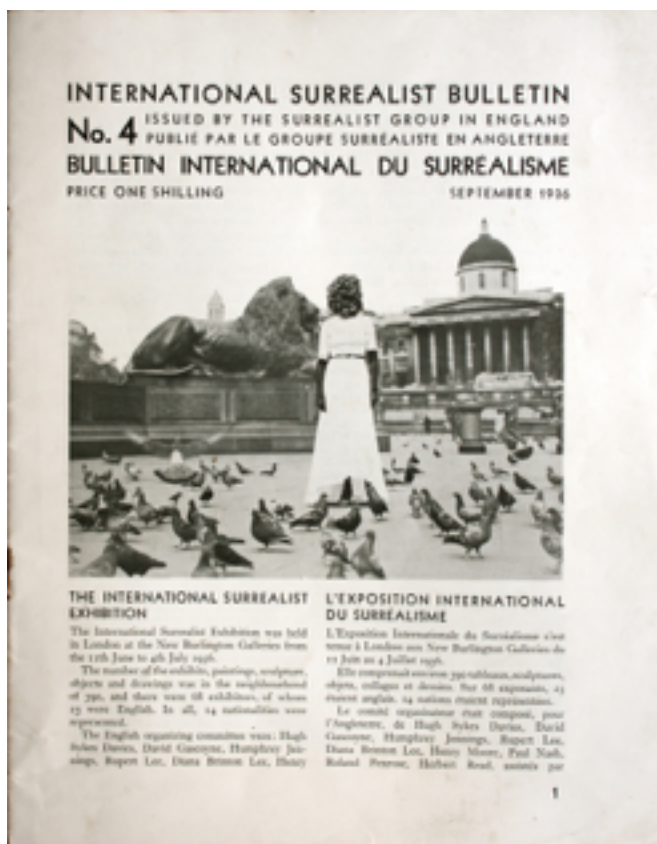 INTERNATIONAL SURREALIST BULLETIN
No. 4 ISSUED BY THE SURREALIST GROUP IN ENGLAND
PUBLIÉ PAR LE GROUPE SURRÉALISTE EN ANGLETERRE
BULLETIN INTERNATIONAL DU SURRÉALISME
PRICE ONE SHILLING SEPTEMBER 1936
THE INTERNATIONAL SURREALIST
EXHIBITION
The International Surrealist Exhibition was held
in London at the New Burlington Galleries from
the 11th June to 4th July 1936.
The number of the exhibits, paintings, sculpture,
objects and drawings was in the neighbourhood
of 390, and there were 68 exhibitors, of whom
23 were English. In all, 14 nationalities were
represented.
The English organizing committee were: Hugh
Sykes Davies, David Gascoyne, Humphrey Jen-
nings, Rupert Lee, Diana Brinton Lee, Henry
L'EXPOSITION INTERNATIONAL
DU SURRÉALISME
L'Exposition Internationale du Surréalisme s'est
tenue à Londres aux New Burlington Galleries du
11 Juin au 4 Juillet 1936.
Elle comprenait environ 390 tableaux, sculptures,
objets, collages et dessins. Sur 68 exposants, 23
étaient anglais. 14 nations étaient représentées.
Le comité organisateur était composé, pour
l'Angleterre, de Hugh Sykes Davies, David
Gascoyne, Humphrey Jennings, Rupert Lee,
Diana Brinton Lee, Henry Moore, Paul Nash,
Roland Penrose, Herbert Read, assistés par
1